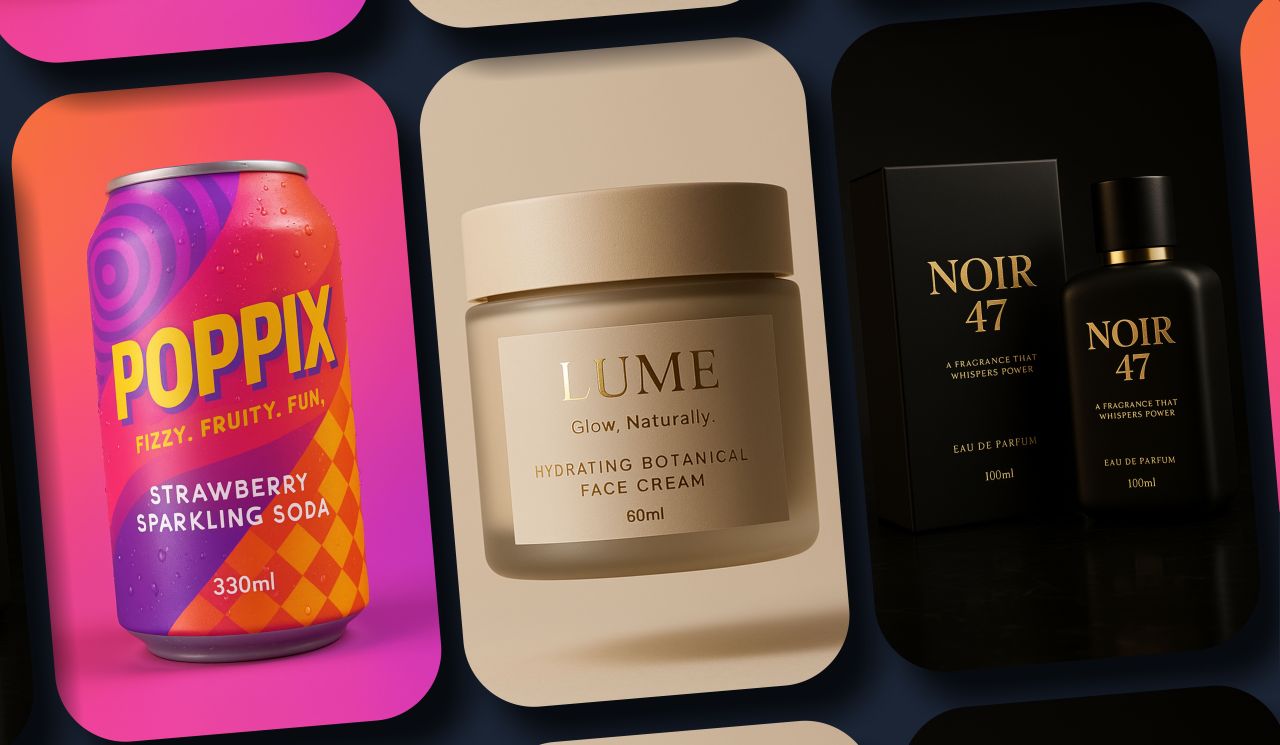 POPPIX
FIZZY. FRUITY. FUN,
STRAWBERRY
SPARKLING SODA
330ml
LUME
Glow, Naturally.
HYDRATING BOTANICAL
FACE CREAM
60ml
NOIR
47
A FRAGRANCE THAT
WHISPERS POWER
EAU DE PARFUM
100ml
NOIR
47
A FRAGRANCE THAT
WHISPERS POWER
EAU DE PARFUM
100ml